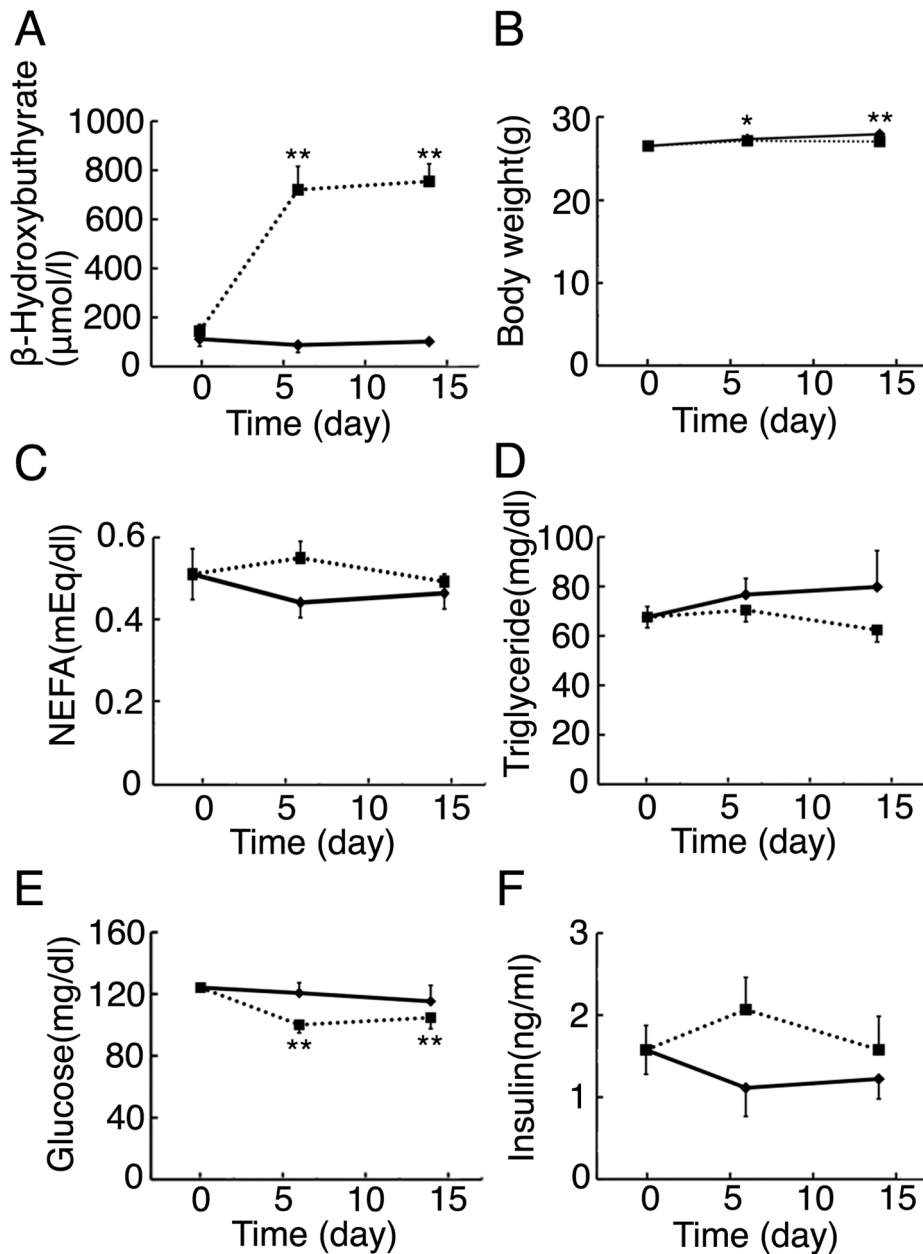 A
β-Hydroxybuthyrate
(μmol/l)
1000
800
600
400
200
0
** **
0 5 10 15
Time (day)
B
Body weight(g)
30
20
10
0
* **
0 5 10 15
Time (day)
C
NEFA(mEq/dl)
0.6
0.4
0.2
0
0 5 10 15
Time (day)
D
Triglyceride(mg/dl)
100
80
60
40
20
0
0 5 10 15
Time (day)
E
Glucose(mg/dl)
160
120
80
40
0
** **
0 5 10 15
Time (day)
F
Insulin(ng/ml)
3
2
1
0
0 5 10 15
Time (day)